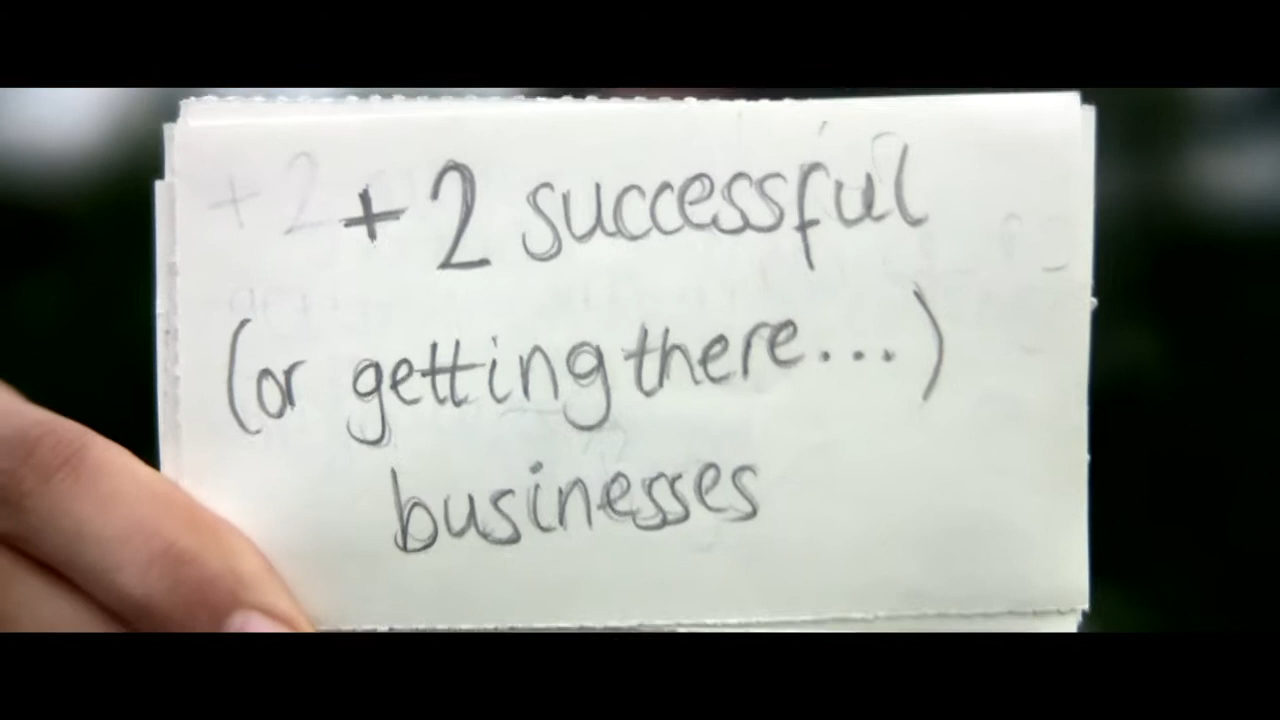 + 2 successful
(or getting there...)
businesses